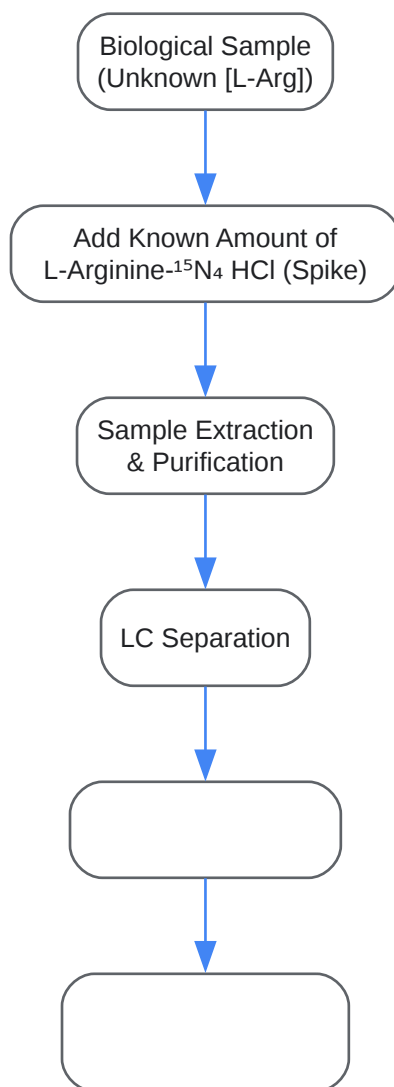 Biological Sample
(Unknown [L-Arg])
Add Known Amount of
L-Arginine-¹⁵N₄ HCl (Spike)
Sample Extraction
& Purification
LC Separation